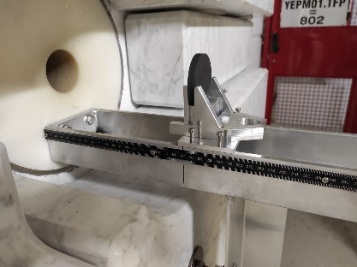 YEPM01.TFP
=
802